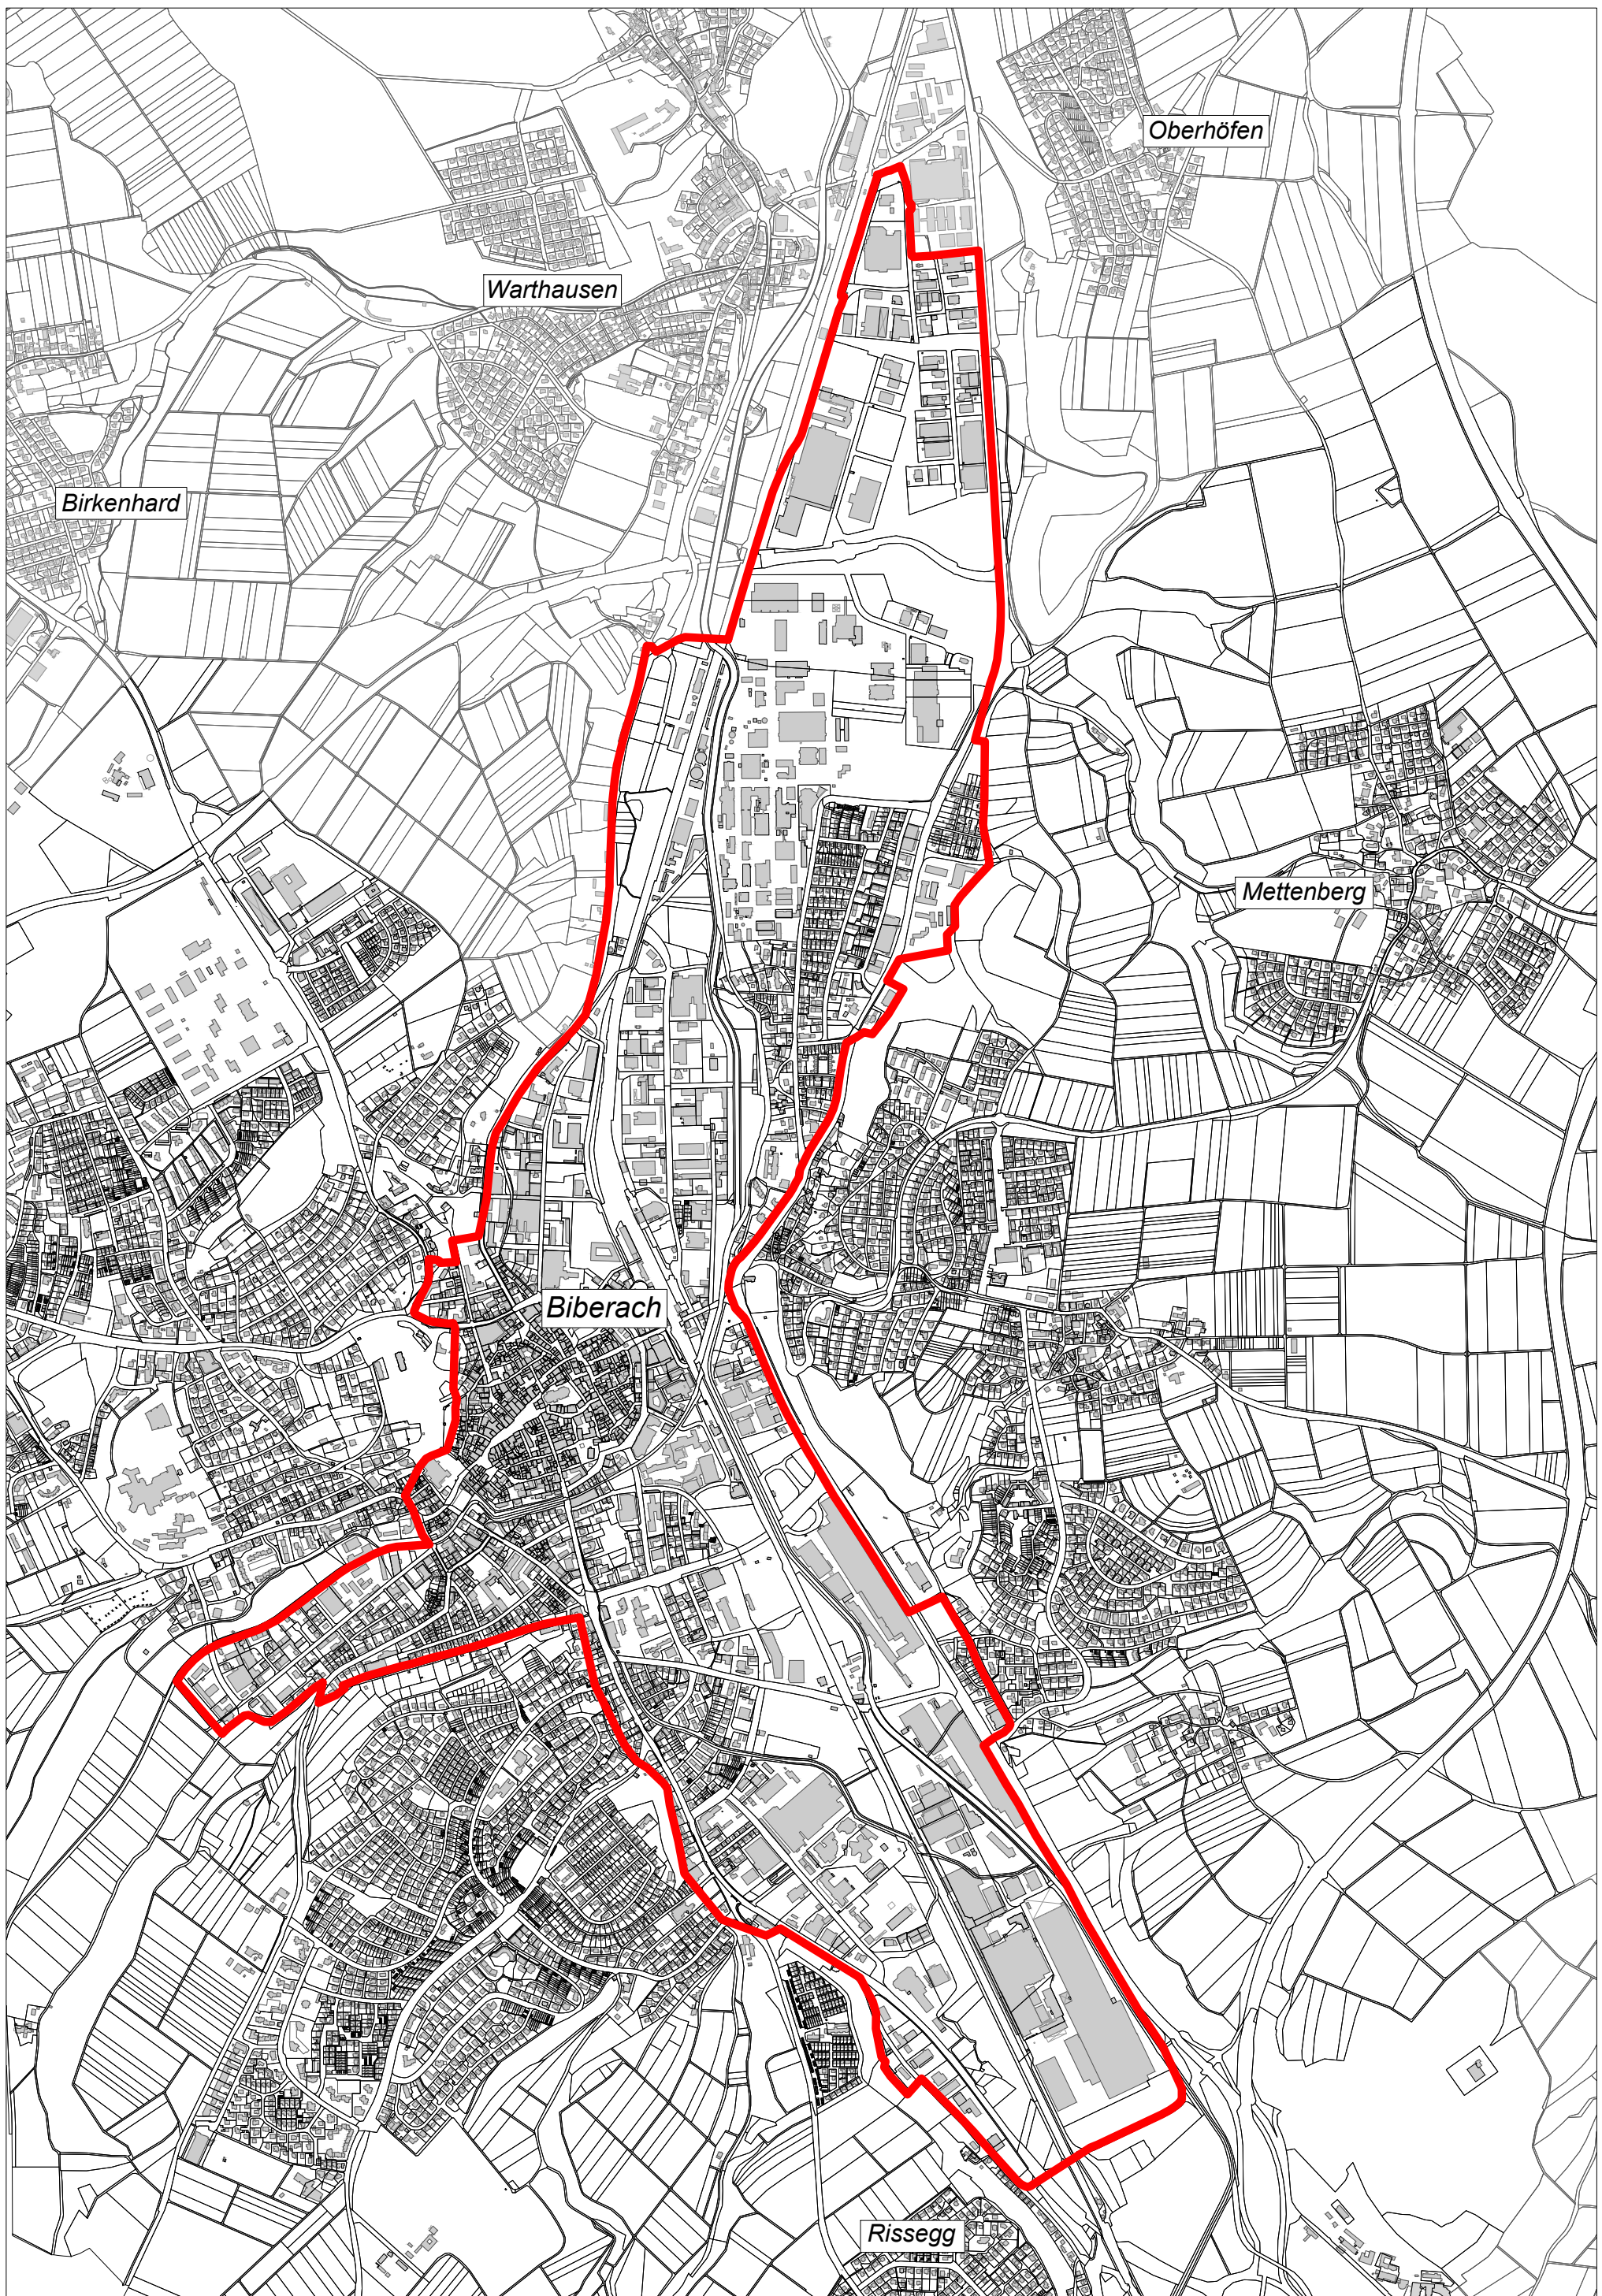 Oberhöfen
Warthausen
Birkenhard
Mettenberg
Biberach
Rissegg